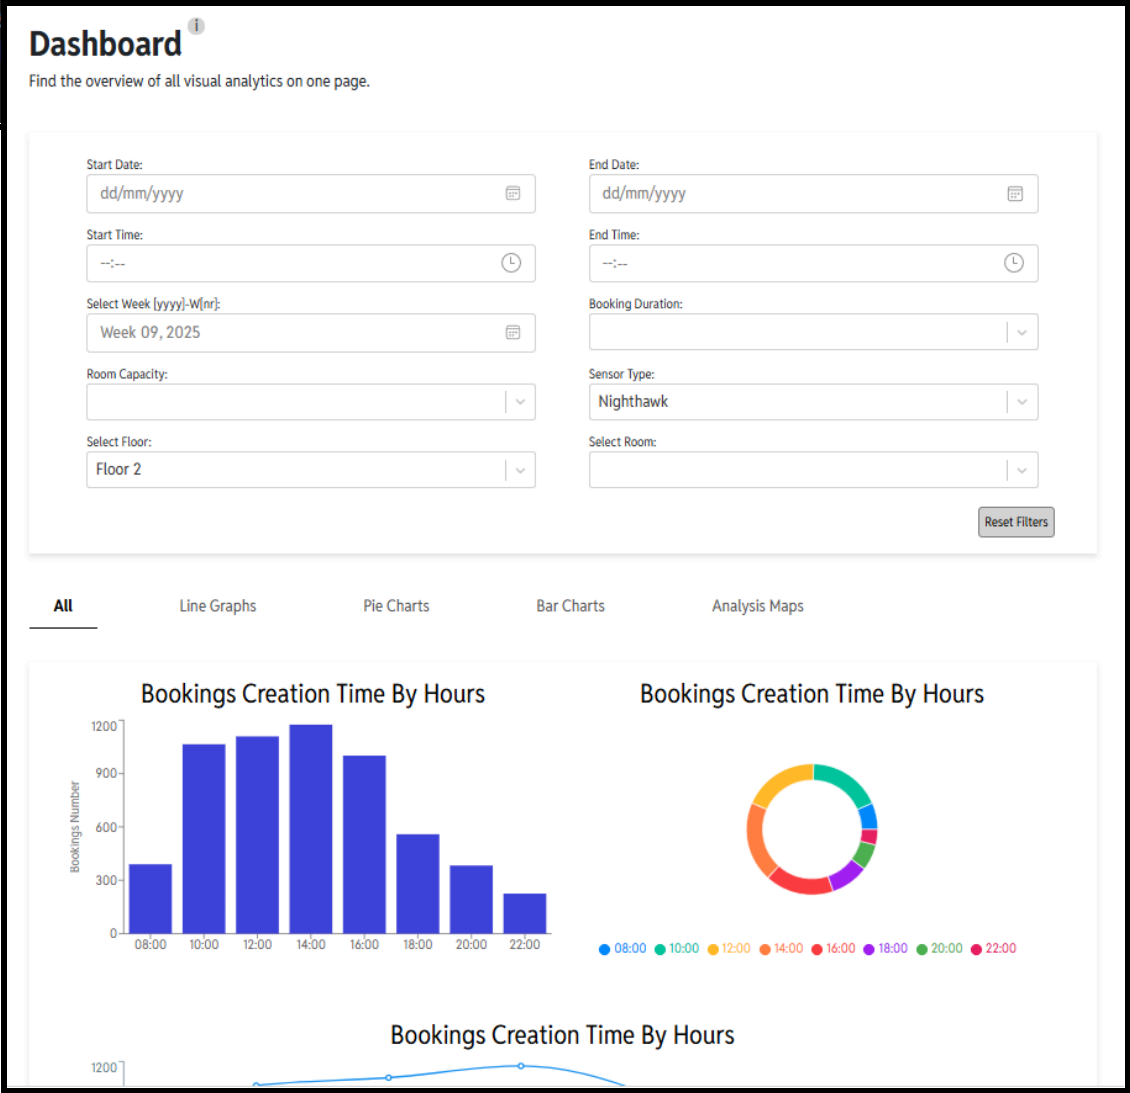 Dashboard i
Find the overview of all visual analytics on one page.
Start Date: End Date:
dd/mm/yyyy dd/mm/yyyy
Start Time: End Time:
--:-- --:--
Select Week [yyyy]-W[nr]: Booking Duration:
Week 09, 2025
Room Capacity: Sensor Type:
Nighthawk
Select Floor: Select Room:
Floor 2
Reset Filters
All Line Graphs Pie Charts Bar Charts Analysis Maps
Bookings Creation Time By Hours
1200
900
600
300
0
Bookings Number
08:00 10:00 12:00 14:00 16:00 18:00 20:00 22:00
Bookings Creation Time By Hours
08:00 10:00 12:00 14:00 16:00 18:00 20:00 22:00
Bookings Creation Time By Hours
1200